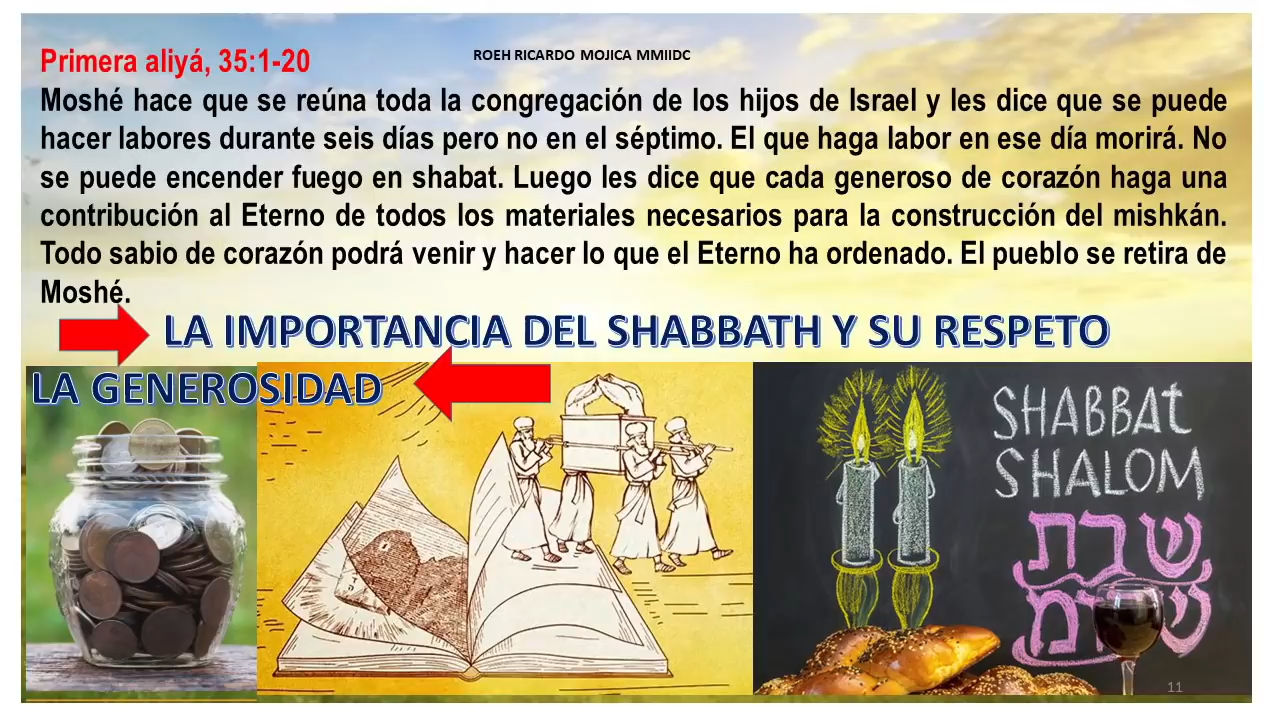 Primera aliyá, 35:1-20
ROEH RICARDO MOJICA MMIIDC
Moshé hace que se reúna toda la congregación de los hijos de Israel y les dice que se puede
hacer labores durante seis días pero no en el séptimo. El que haga labor en ese día morirá. No
se puede encender fuego en shabat. Luego les dice que cada generoso de corazón haga una
contribución al Eterno de todos los materiales necesarios para la construcción del mishkán.
Todo sabio de corazón podrá venir y hacer lo que el Eterno ha ordenado. El pueblo se retira de
Moshé.
LA IMPORTANCIA DEL SHABBATH Y SU RESPETO
LA GENEROSIDAD
SHABBAt
SHALOM
שבת
שלום
11